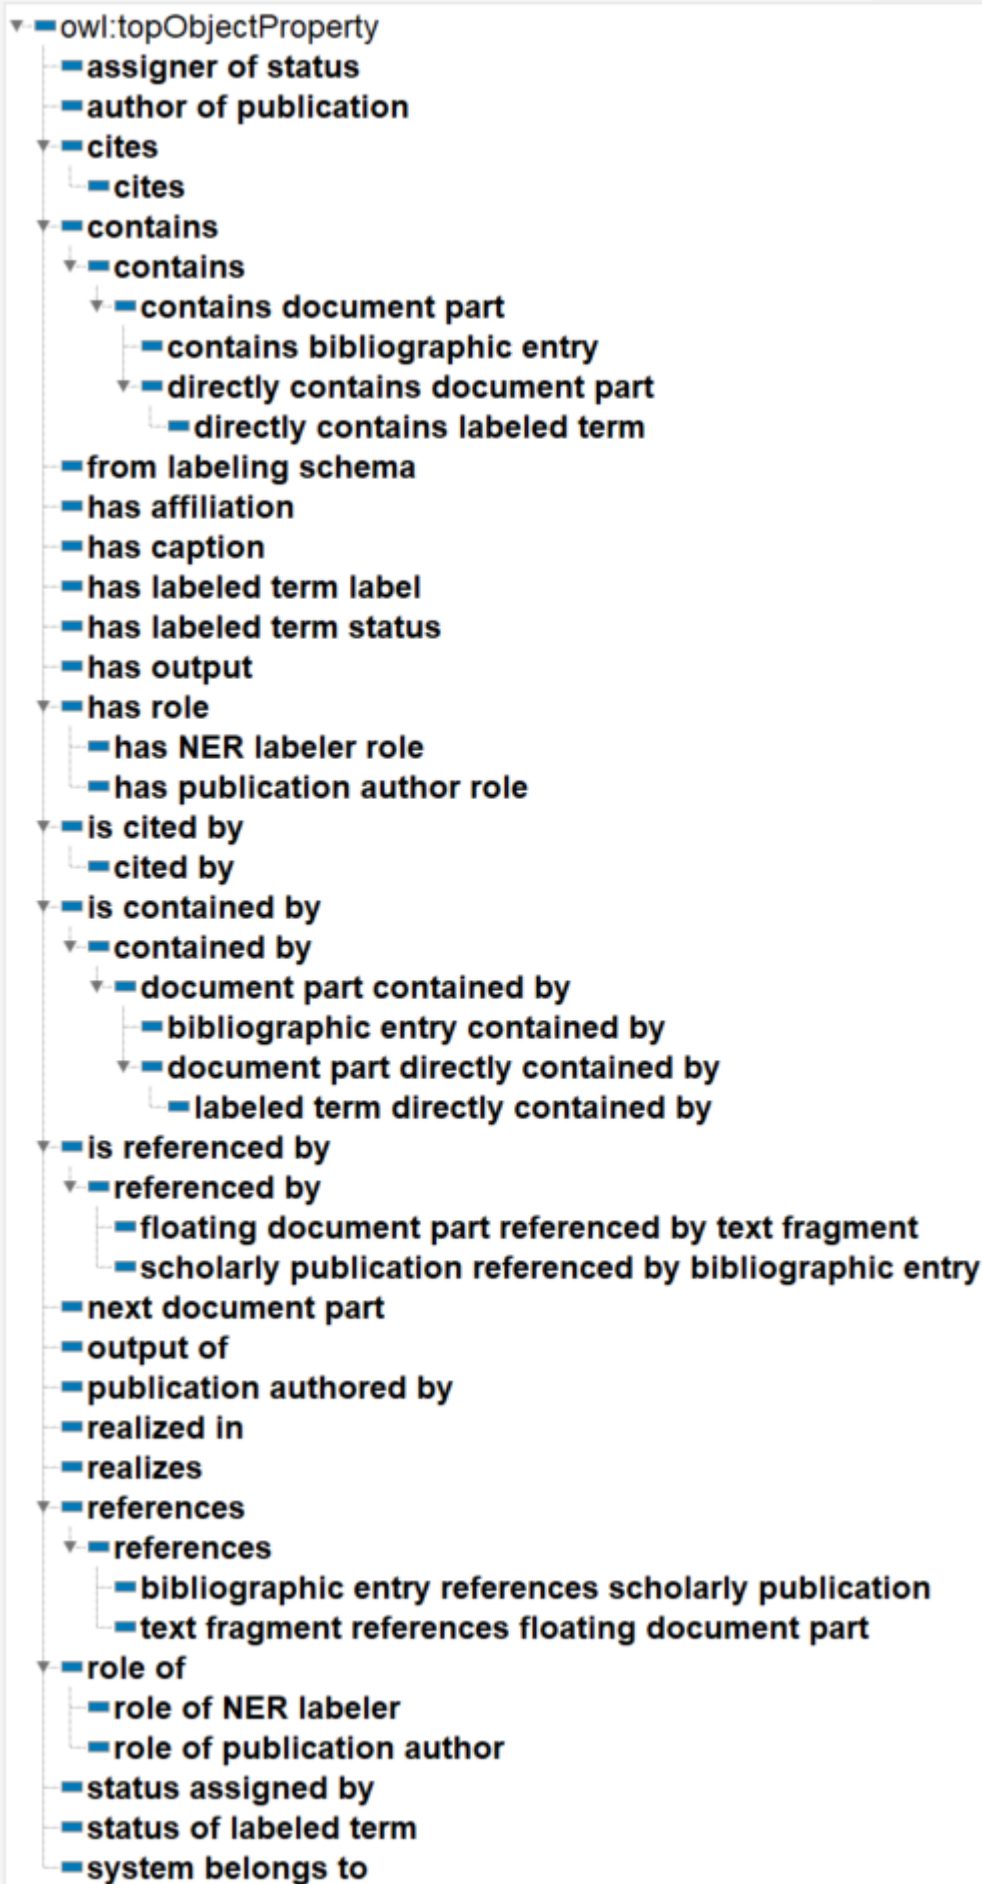 owl:topObjectProperty
assigner of status
author of publication
cites
cites
contains
contains
contains document part
contains bibliographic entry
directly contains document part
directly contains labeled term
from labeling schema
has affiliation
has caption
has labeled term label
has labeled term status
has output
has role
has NER labeler role
has publication author role
is cited by
cited by
is contained by
contained by
document part contained by
bibliographic entry contained by
document part directly contained by
labeled term directly contained by
is referenced by
referenced by
floating document part referenced by text fragment
scholarly publication referenced by bibliographic entry
next document part
output of
publication authored by
realized in
realizes
references
references
bibliographic entry references scholarly publication
text fragment references floating document part
role of
role of NER labeler
role of publication author
status assigned by
status of labeled term
system belongs to